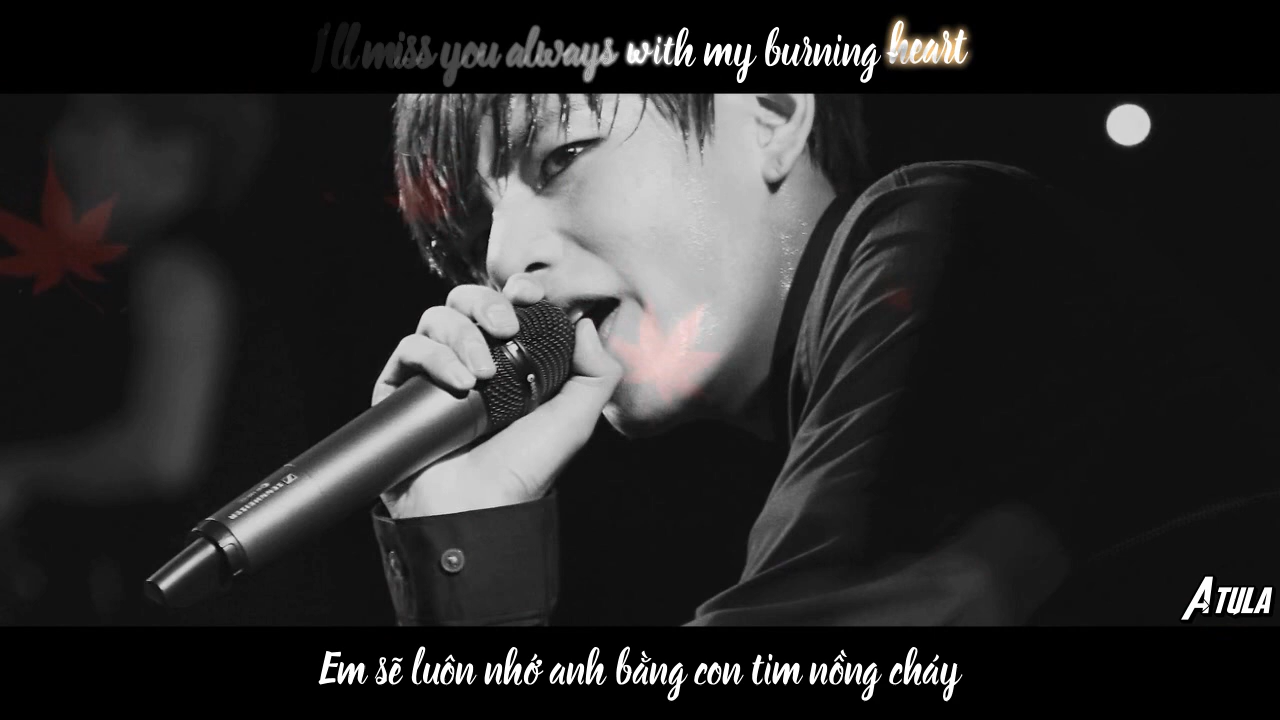 I'll miss you always with my burning heart
SENNHEISER
ATULA
Em sẽ luôn nhớ anh bằng con tim nồng cháy